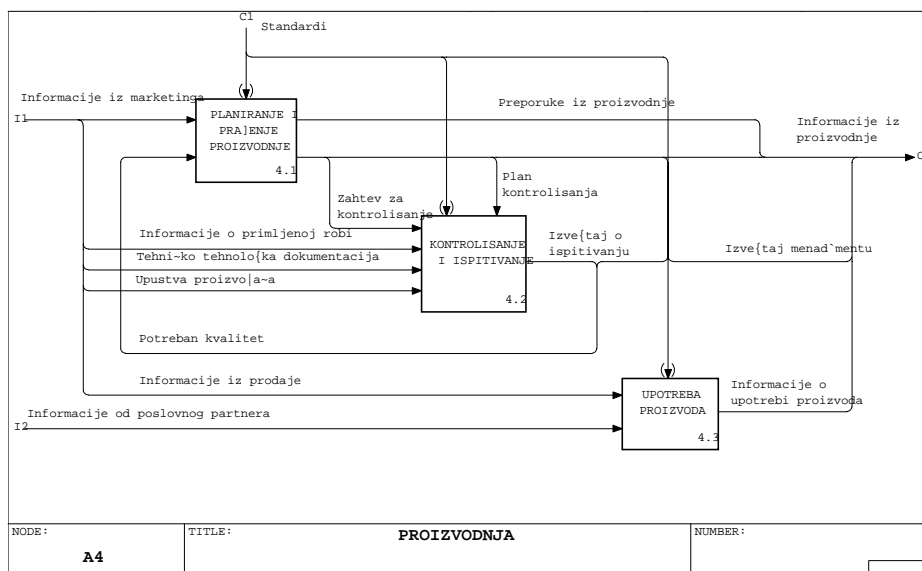 C1
Standardi
Informacije iz marketinga
I1
PLANIRANJE I
PRA]ENJE
PROIZVODNJE
4.1
Preporuke iz proizvodnje
Informacije iz
proizvodnje
Zahtev za
kontrolisanje
Plan
kontrolisanja
Informacije o primljenoj robi
Tehni~ko tehnolo{ka dokumentacija
Upustva proizvo|a~a
KONTROLISANJE
I ISPITIVANJE
4.2
Izve{taj o
ispitivanju
Izve{taj menad`mentu
Potreban kvalitet
Informacije iz prodaje
Informacije od poslovnog partnera
I2
UPOTREBA
PROIZVODA
4.3
Informacije o
upotrebi proizvoda
NODE:
A4
TITLE:
PROIZVODNJA
NUMBER: